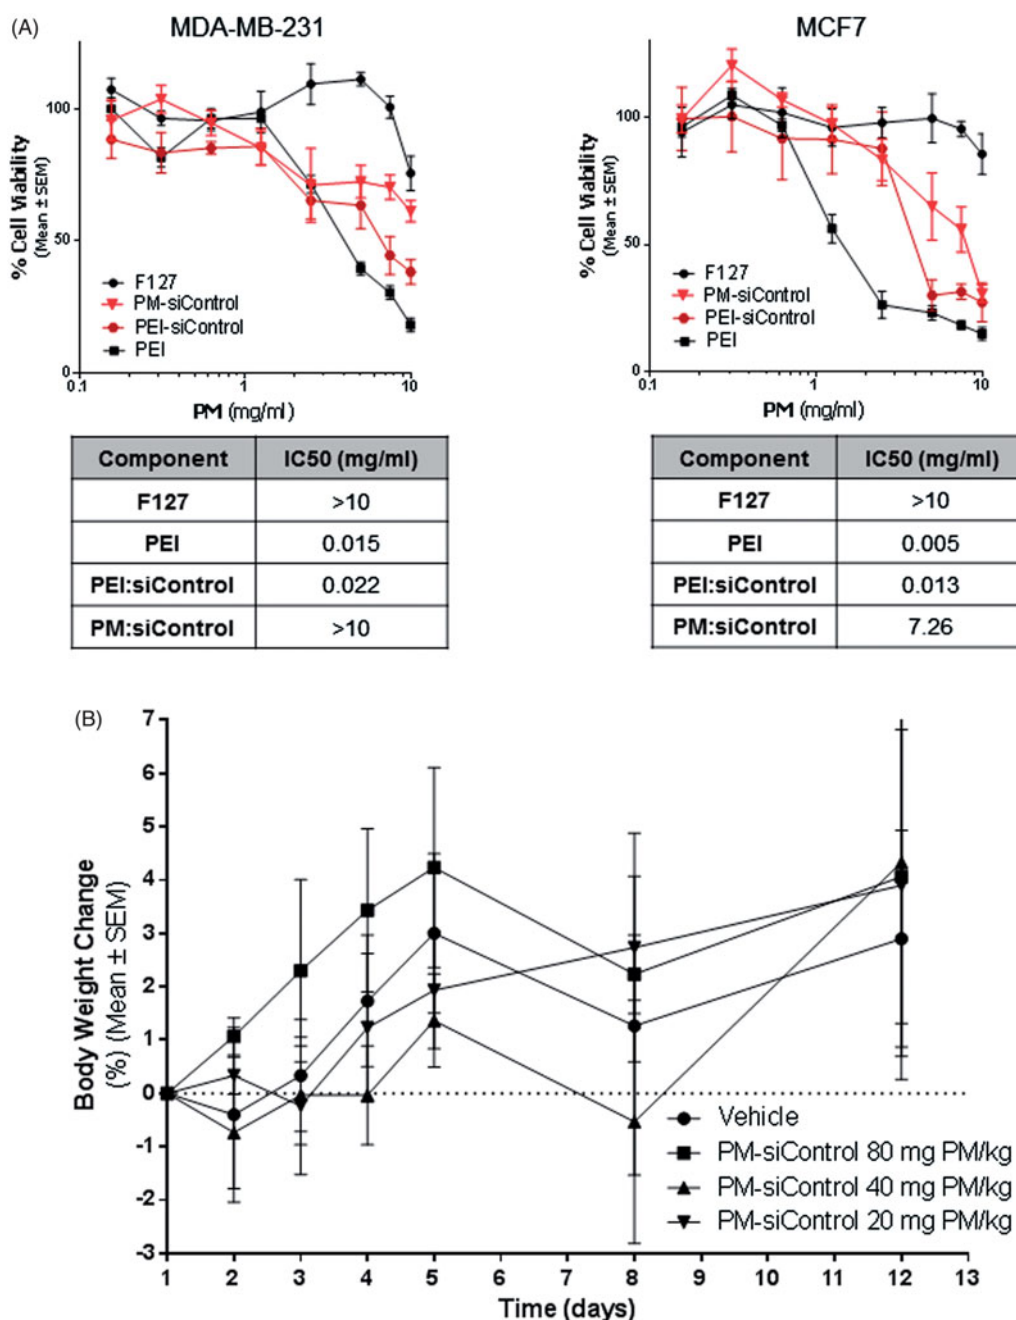 (A)
MDA-MB-231
% Cell Viability
(Mean ± SEM)
100
50
0
F127
PM-siControl
PEI-siControl
PEI
0.1
1
10
PM (mg/ml)
MCF7
% Cell Viability
(Mean ± SEM)
100
50
0
F127
PM-siControl
PEI-siControl
PEI
0.1
1
10
PM (mg/ml)
Component IC50 (mg/ml)
F127 >10
PEI 0.015
PEI:siControl 0.022
PM:siControl >10
Component IC50 (mg/ml)
F127 >10
PEI 0.005
PEI:siControl 0.013
PM:siControl 7.26
(B)
Body Weight Change
(%) (Mean ± SEM)
7
6
5
4
3
2
1
0
-1
-2
-3
Vehicle
PM-siControl 80 mg PM/kg
PM-siControl 40 mg PM/kg
PM-siControl 20 mg PM/kg
1 2 3 4 5 6 7 8 9 10 11 12 13
Time (days)